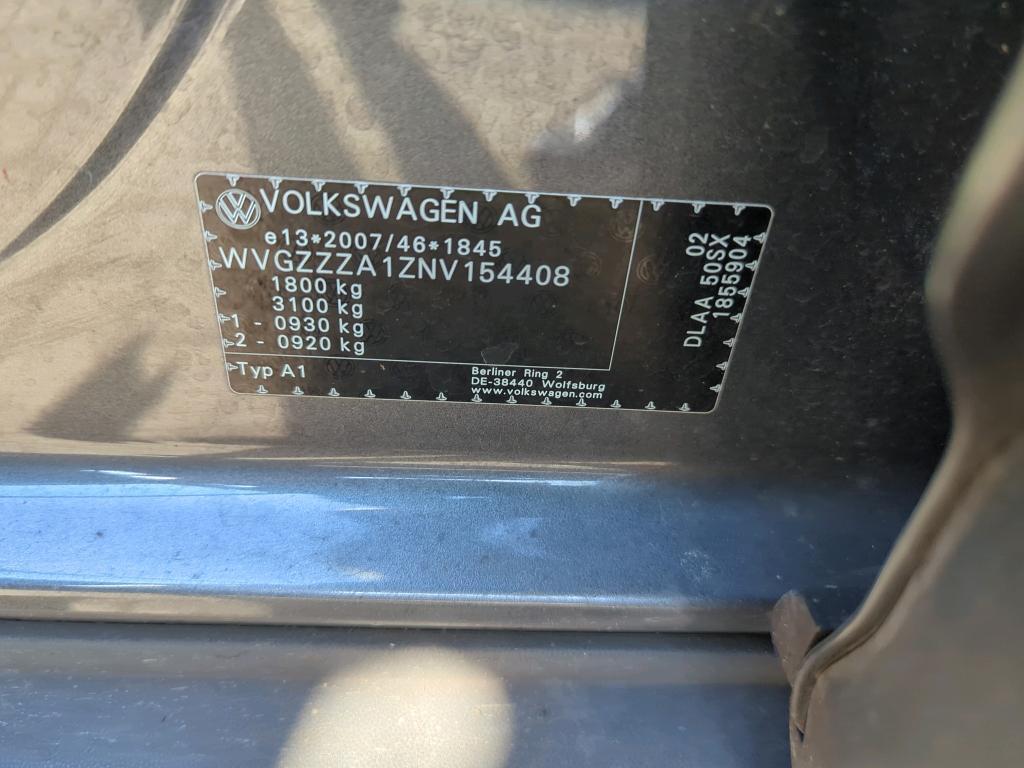 VOLKSWAGEN AG
e13*2007/46*1845
WVGZZZA1ZNV154408
1800 kg
3100 kg
1 - 0930 kg
2 - 0920 kg
Typ A1
Berliner Ring 2
DE-38440 Wolfsburg
www.volkswagen.com
02
DLAA 50SX
1855904